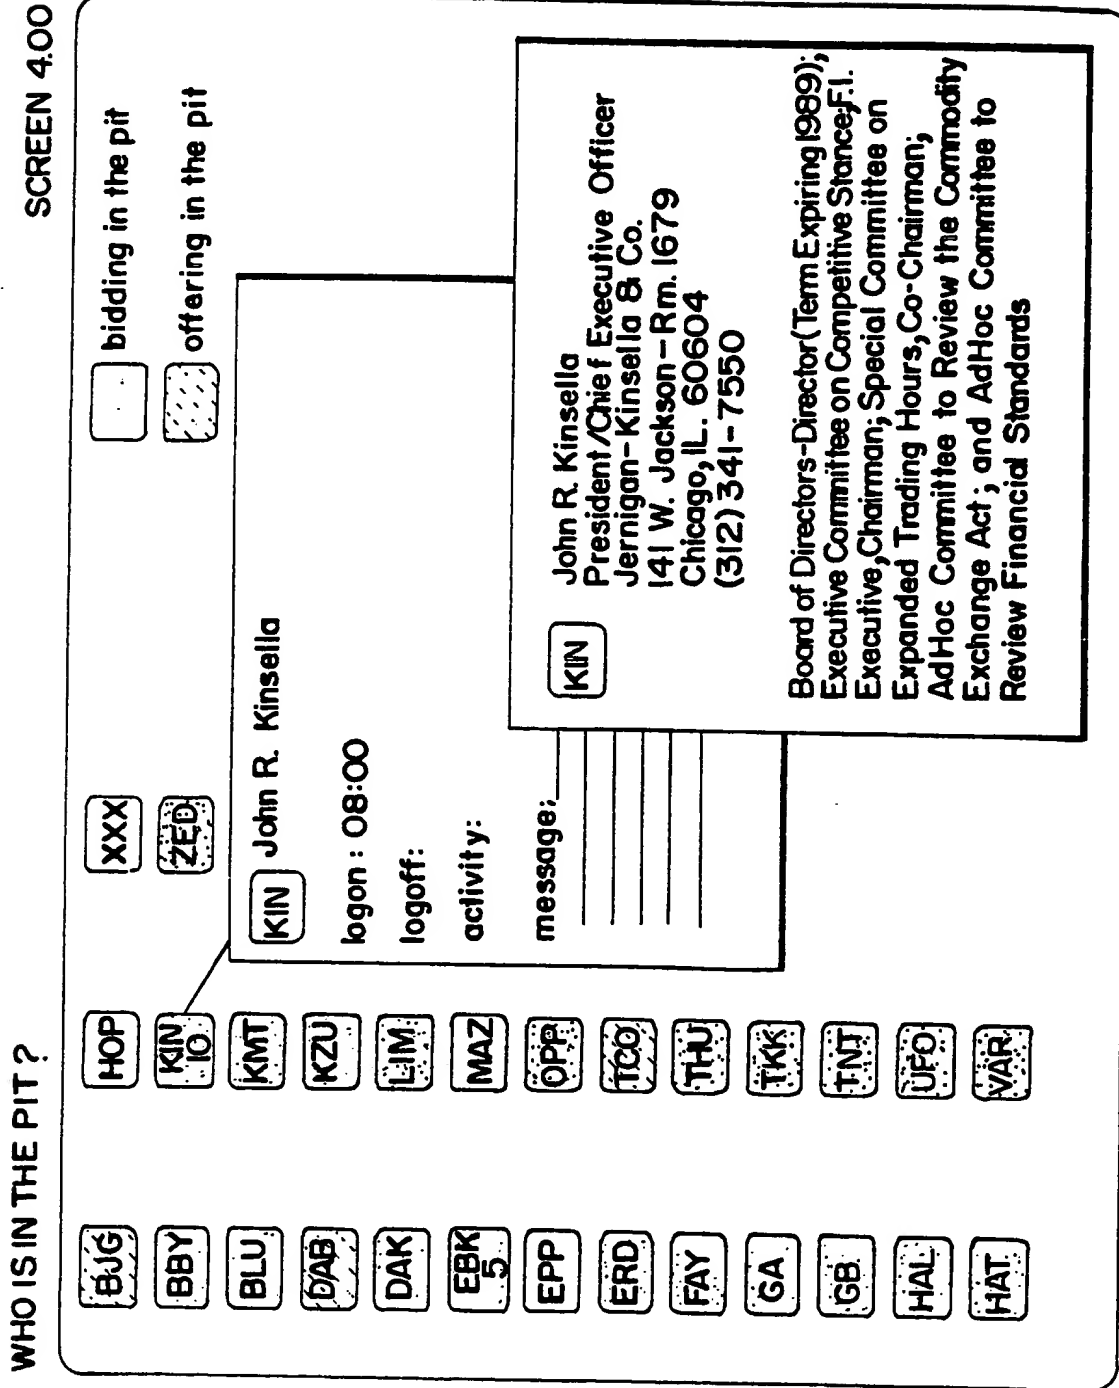 WHO IS IN THE PIT?
SCREEN 4.00
BJG
BBY
BLU
DAB
DAK
EBK
5
EPP
ERD
FAY
GA
GB
HAL
HAT
HOP
KIN
10
KMT
KZU
LIM
MAZ
OPP
TCO
THU
TKK
TNT
UFO
VAR
XXX
ZED
bidding in the pit
offering in the pit
KIN John R. Kinsella
logon: 08:00
logoff:
activity:
message:
KIN
John R. Kinsella
President/Chief Executive Officer
Jernigan-Kinsella & Co.
141 W. Jackson-Rm. 1679
Chicago, IL. 60604
(312) 341-7550
Board of Directors-Director (Term Expiring 1989);
Executive Committee on Competitive Stance; F.I.
Executive, Chairman; Special Committee on
Expanded Trading Hours, Co-Chairman;
AdHoc Committee to Review the Commodity
Exchange Act; and AdHoc Committee to
Review Financial Standards